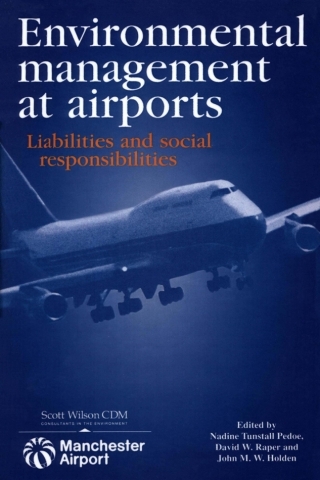 Environmental
management
at airports
Liabilities and social
responsibilities
Scott Wilson CDM
CONSULTANTS IN THE ENVIRONMENT
Manchester
Airport
Edited by
Nadine Tunstall Pedoe,
David W. Raper and
John M. W. Holden